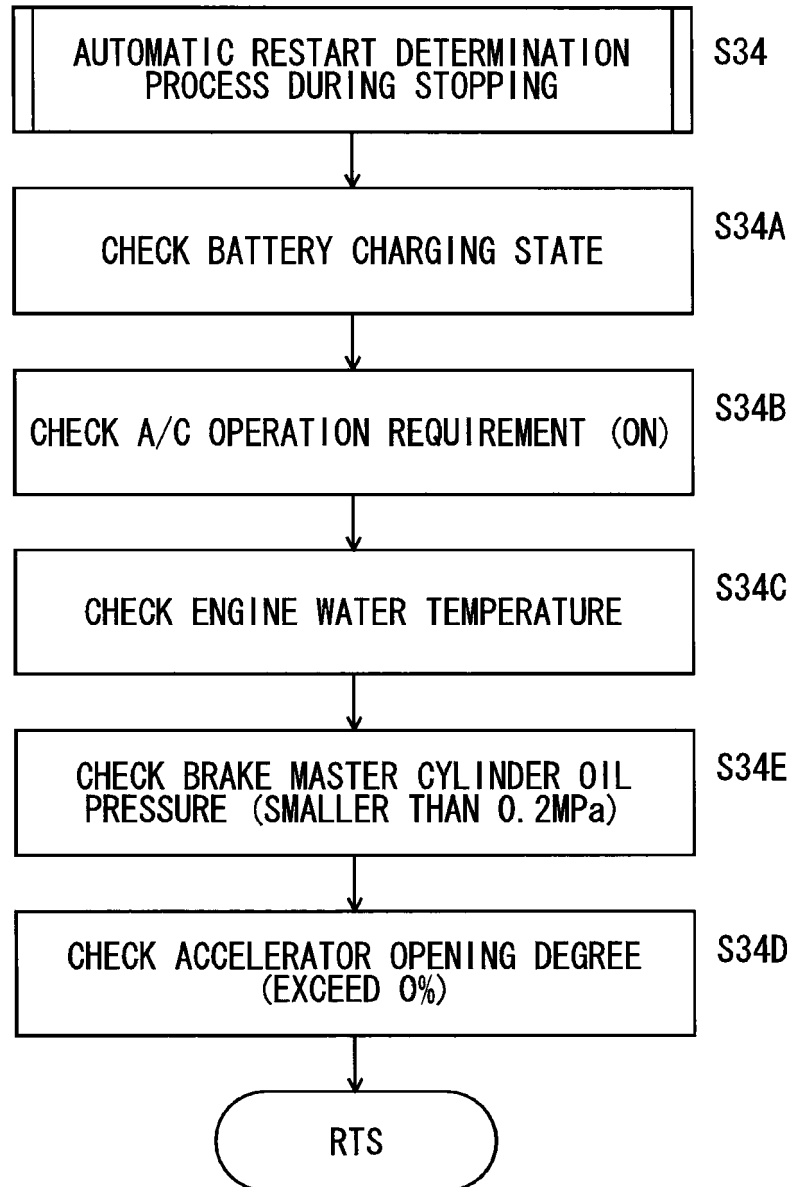 AUTOMATIC RESTART DETERMINATION
PROCESS DURING STOPPING
S34
CHECK BATTERY CHARGING STATE
S34A
CHECK A/C OPERATION REQUIREMENT (ON)
S34B
CHECK ENGINE WATER TEMPERATURE
S34C
CHECK BRAKE MASTER CYLINDER OIL
PRESSURE (SMALLER THAN 0.2MPa)
S34E
CHECK ACCELERATOR OPENING DEGREE
(EXCEED 0%)
S34D
RTS